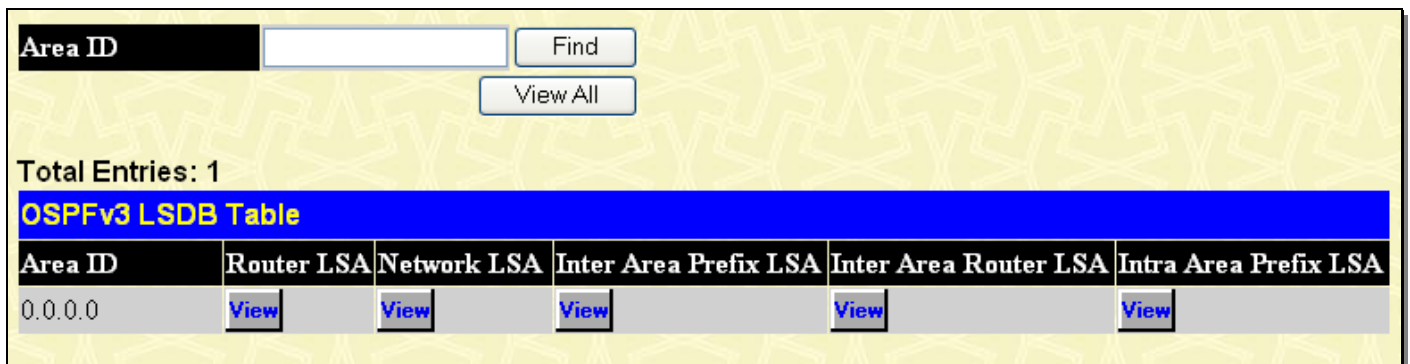 Area ID Find
View All
Total Entries: 1
OSPFv3 LSDB Table
Area ID Router LSA Network LSA Inter Area Prefix LSA Inter Area Router LSA Intra Area Prefix LSA
0.0.0.0 View View View View View